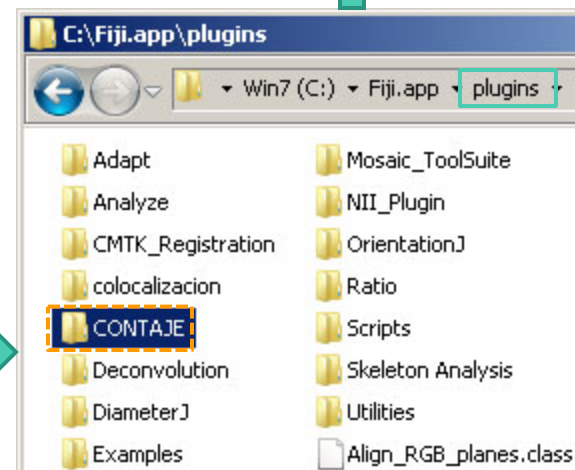 C:\Fiji.app\plugins
Win7 (C:) Fiji.app plugins
Adapt
Analyze
CMTK_Registration
colocalizacion
CONTAJE
Deconvolution
DiameterJ
Examples
Mosaic_ToolSuite
NII_Plugin
OrientationJ
Ratio
Scripts
Skeleton Analysis
Utilities
Align_RGB_planes.class